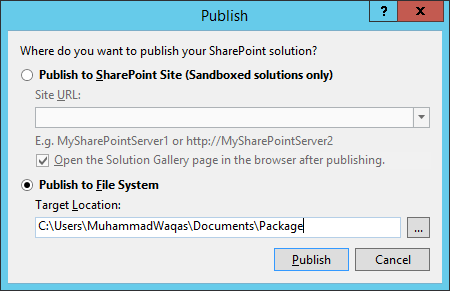 Publish
?
Where do you want to publish your SharePoint solution?
Publish to SharePoint Site (Sandboxed solutions only)
Site URL:
E.g. MySharePointServer1 or http://MySharePointServer2
Open the Solution Gallery page in the browser after publishing.
Publish to File System
Target Location:
C:\Users\MuhammadWaqas\Documents\Package
...
Publish Cancel